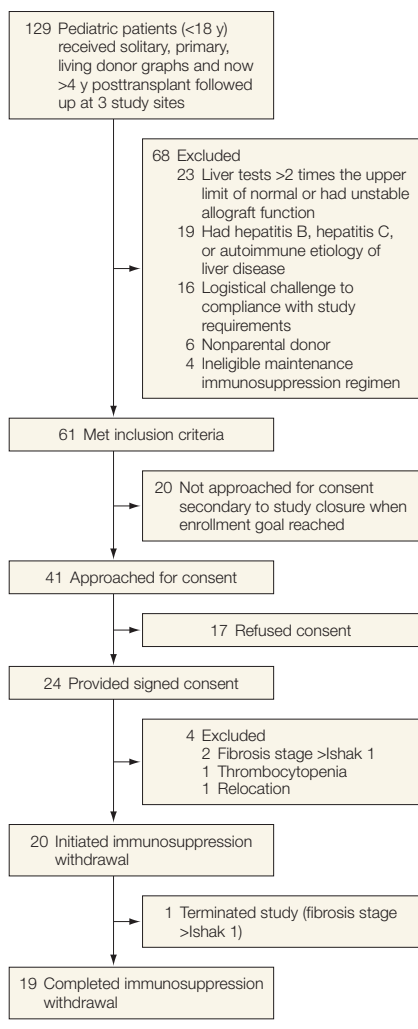 129 Pediatric patients (<18 y)
received solitary, primary,
living donor graphs and now
>4 y posttransplant followed
up at 3 study sites
68 Excluded
23 Liver tests >2 times the upper
limit of normal or had unstable
allograft function
19 Had hepatitis B, hepatitis C,
or autoimmune etiology of
liver disease
16 Logistical challenge to
compliance with study
requirements
6 Nonparental donor
4 Ineligible maintenance
immunosuppression regimen
61 Met inclusion criteria
20 Not approached for consent
secondary to study closure when
enrollment goal reached
41 Approached for consent
17 Refused consent
24 Provided signed consent
4 Excluded
2 Fibrosis stage >Ishak 1
1 Thrombocytopenia
1 Relocation
20 Initiated immunosuppression
withdrawal
1 Terminated study (fibrosis stage
>Ishak 1)
19 Completed immunosuppression
withdrawal